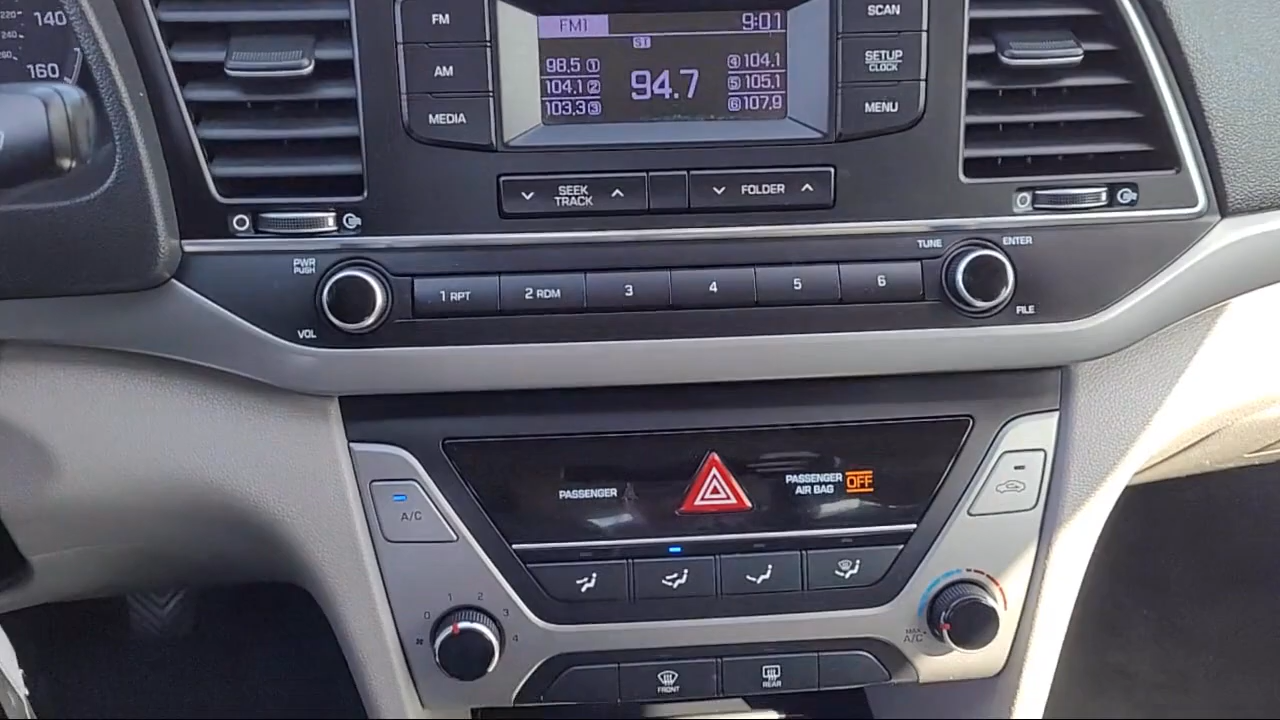 220
140
240
260
160
FM
AM
MEDIA
FM1
9:01
ST
98.5 1
104.1 2
103.3 3
94.7
4 104.1
5 105.1
6 107.9
SCAN
SETUP
CLOCK
MENU
SEEK
TRACK
FOLDER
PWR
PUSH
VOL
1 RPT
2 RDM
3
4
5
6
TUNE
ENTER
FILE
PASSENGER
PASSENGER
AIR BAG
OFF
A/C
0
1
2
3
4
MAX
A/C
FRONT
REAR